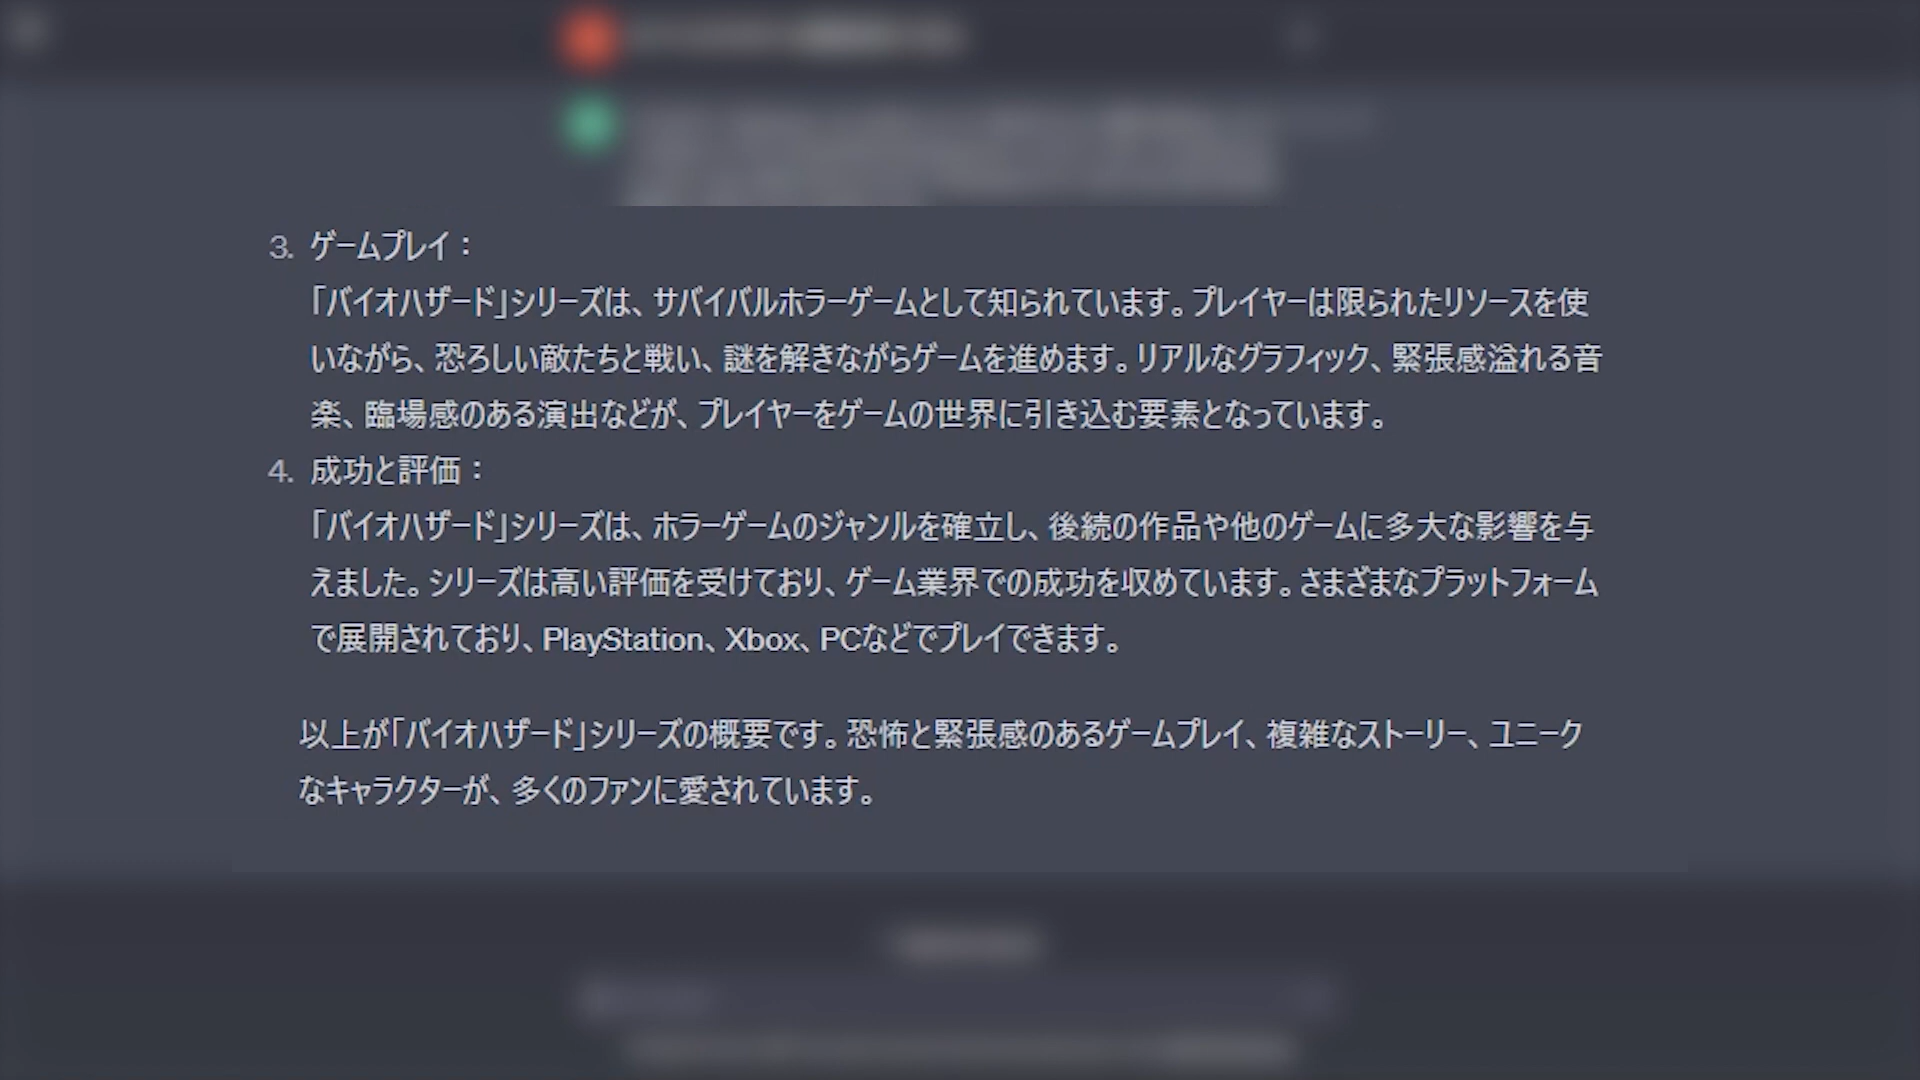 3. ゲームプレイ：
「バイオハザード」シリーズは、サバイバルホラーゲームとして知られています。プレイヤーは限られたリソースを使
いながら、恐ろしい敵たちと戦い、謎を解きながらゲームを進めます。リアルなグラフィック、緊張感溢れる音
楽、臨場感のある演出などが、プレイヤーをゲームの世界に引き込む要素となっています。
4. 成功と評価：
「バイオハザード」シリーズは、ホラーゲームのジャンルを確立し、後続の作品や他のゲームに多大な影響を与
えました。シリーズは高い評価を受けており、ゲーム業界での成功を収めています。さまざまなプラットフォーム
で展開されており、PlayStation、Xbox、PCなどでプレイできます。
以上が「バイオハザード」シリーズの概要です。恐怖と緊張感のあるゲームプレイ、複雑なストーリー、ユニーク
なキャラクターが、多くのファンに愛されています。